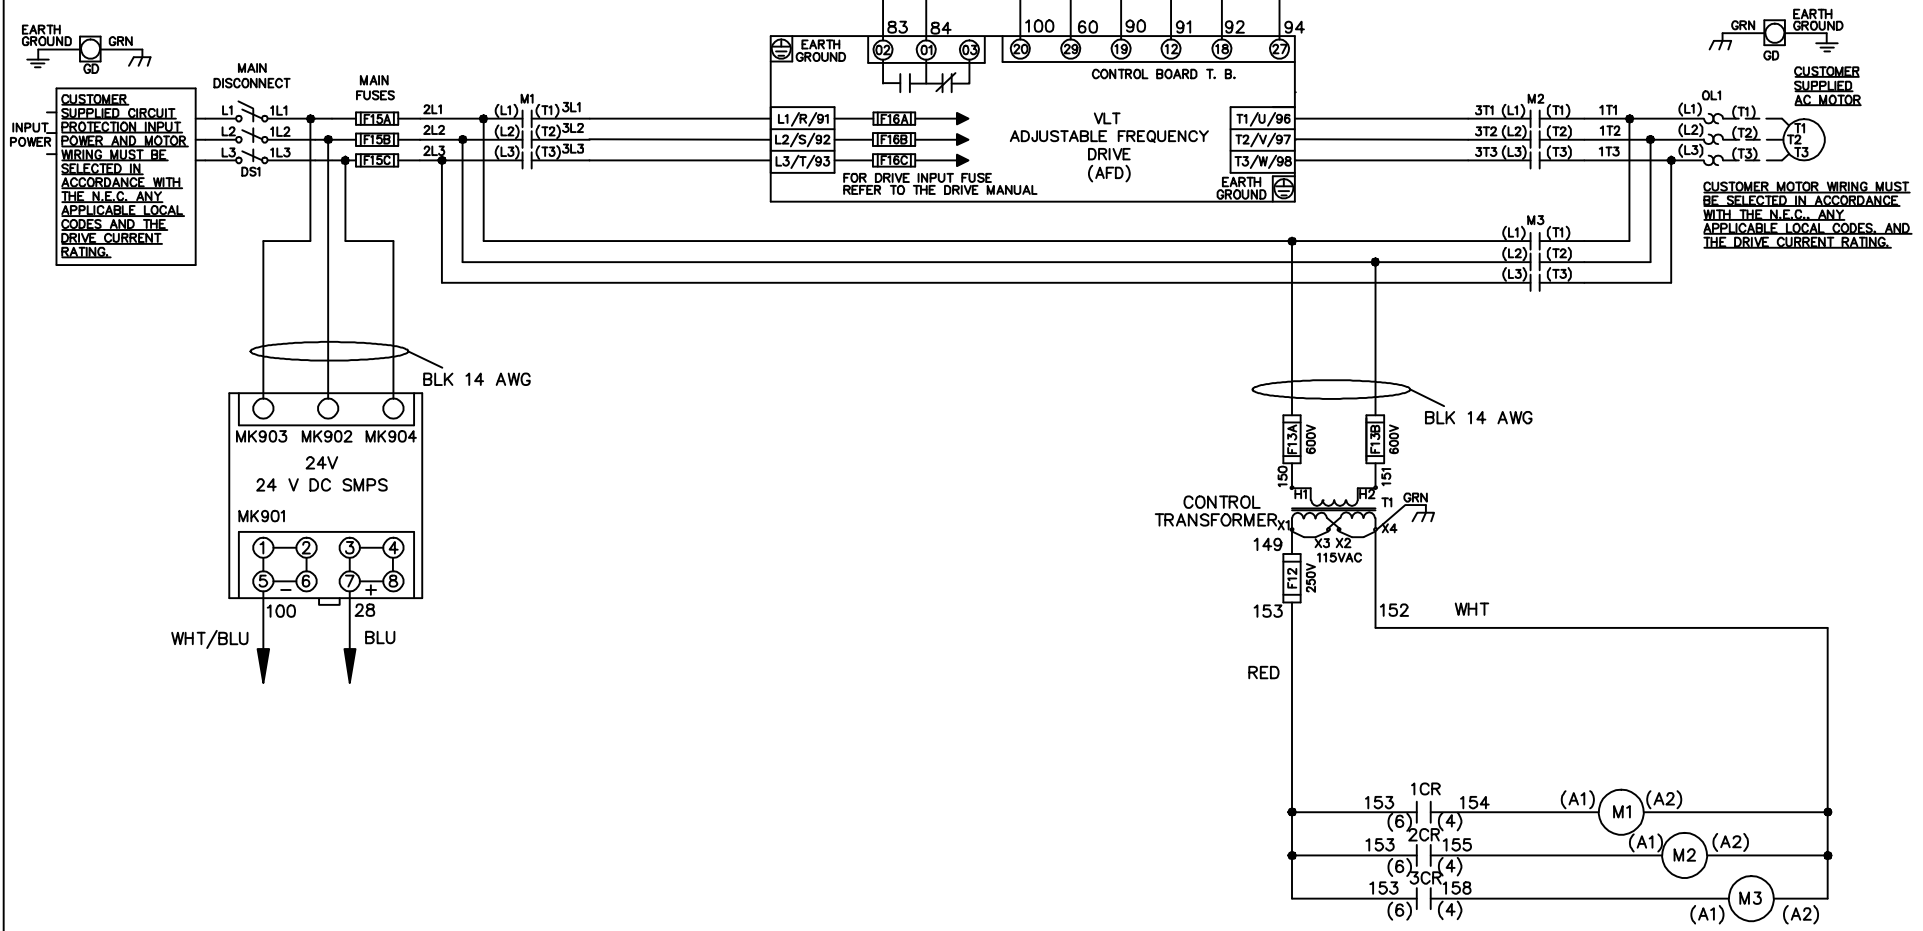 83 84 100 60 90 91 92 94
EARTH
GROUND
GRN
GD
02 01 03 20 29 19 12 18 27
EARTH
GROUND
CONTROL BOARD T. B.
GRN
EARTH
GROUND
GD
CUSTOMER
SUPPLIED
AC MOTOR
INPUT
POWER
CUSTOMER
SUPPLIED CIRCUIT
PROTECTION INPUT
POWER AND MOTOR
WIRING MUST BE
SELECTED IN
ACCORDANCE WITH
THE N.E.C. ANY
APPLICABLE LOCAL
CODES AND THE
DRIVE CURRENT
RATING.
MAIN
DISCONNECT
L1 1L1
L2 1L2
L3 1L3
DS1
MAIN
FUSES
F15A
F15B
F15C
2L1
2L2
2L3
M1
(L1) (T1) 3L1
(L2) (T2) 3L2
(L3) (T3) 3L3
L1/R/91
L2/S/92
L3/T/93
F16A
F16B
F16C
FOR DRIVE INPUT FUSE
REFER TO THE DRIVE MANUAL
VLT
ADJUSTABLE FREQUENCY
DRIVE
(AFD)
T1/U/96
T2/V/97
T3/W/98
EARTH
GROUND
M2
3T1 (L1) (T1) 1T1
3T2 (L2) (T2) 1T2
3T3 (L3) (T3) 1T3
OL1
(L1) (T1)
(L2) (T2)
(L3) (T3)
T1
T2
T3
CUSTOMER MOTOR WIRING MUST
BE SELECTED IN ACCORDANCE
WITH THE N.E.C., ANY
APPLICABLE LOCAL CODES, AND
THE DRIVE CURRENT RATING.
M3
(L1) (T1)
(L2) (T2)
(L3) (T3)
BLK 14 AWG
MK903 MK902 MK904
24V
24 V DC SMPS
MK901
1 2 3 4
5 6 7 8
- +
100 28
WHT/BLU BLU
BLK 14 AWG
F13A
600V
F13B
600V
150
151
H1 H2
T1
GRN
CONTROL
TRANSFORMER
X1
X3 X2
X4
115VAC
149
F12
250V
153
152
WHT
RED
1CR
153 154
(6) (4)
(A1) M1 (A2)
2CR
153 155
(6) (4)
(A1) M2 (A2)
3CR
153 158
(6) (4)
(A1) M3 (A2)